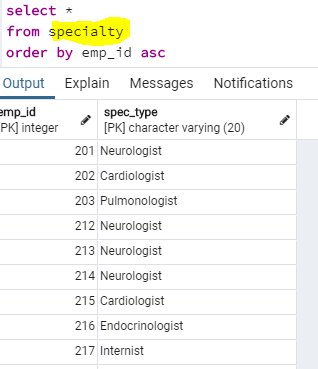 select *
from specialty
order by emp_id asc
Output Explain Messages Notifications
emp_id spec_type
PK] integer [PK] character varying (20)
201 Neurologist
202 Cardiologist
203 Pulmonologist
212 Neurologist
213 Neurologist
214 Neurologist
215 Cardiologist
216 Endocrinologist
217 Internist